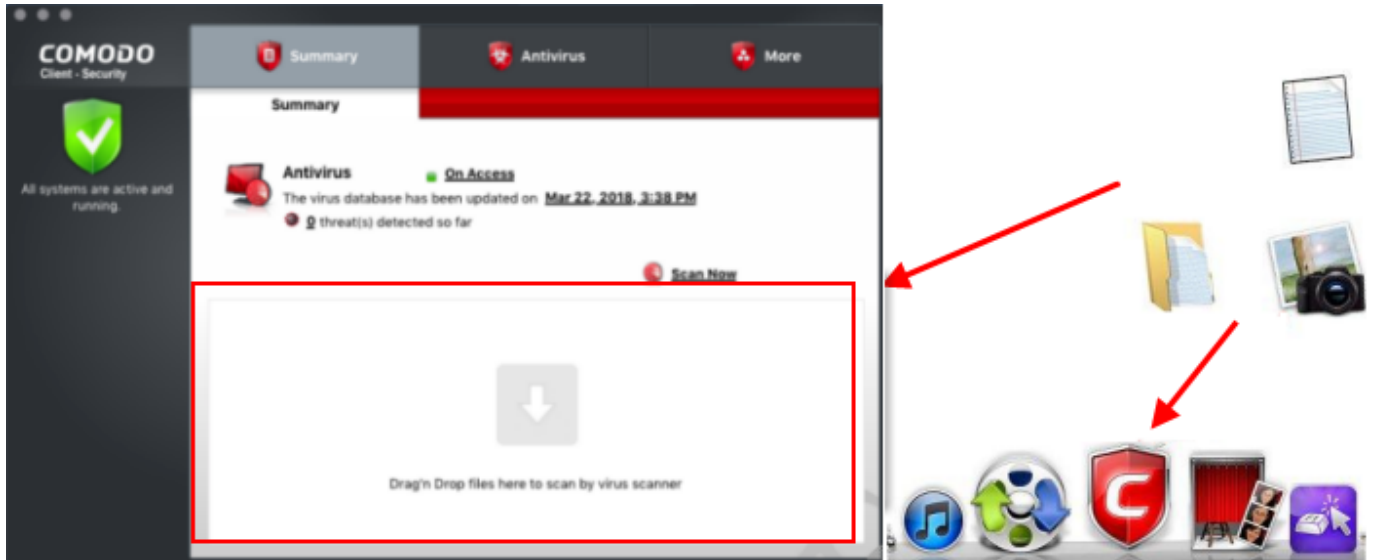 COMODO
Client - Security
Summary
Antivirus
More
Summary
All systems are active and
running.
Antivirus
On Access
The virus database has been updated on Mar 22, 2018, 3:38 PM
0 threat(s) detected so far
Scan Now
Drag'n Drop files here to scan by virus scanner
C